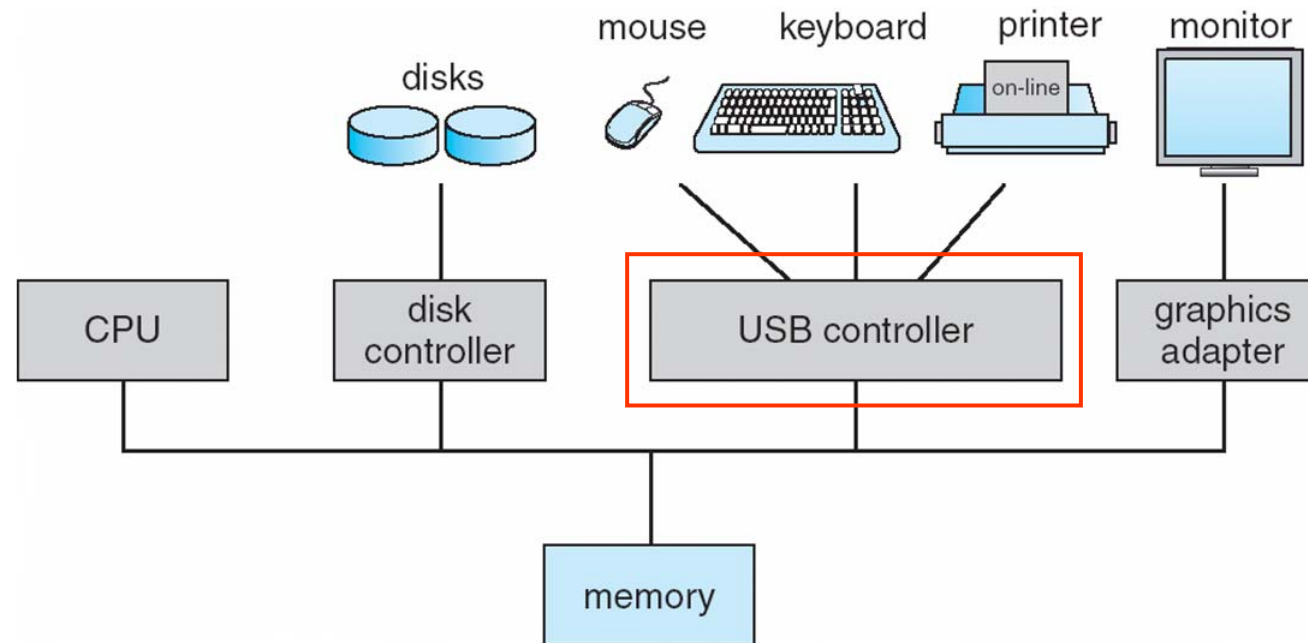 mouse
keyboard
printer
monitor
disks
on-line
CPU
disk
controller
USB controller
graphics
adapter
memory